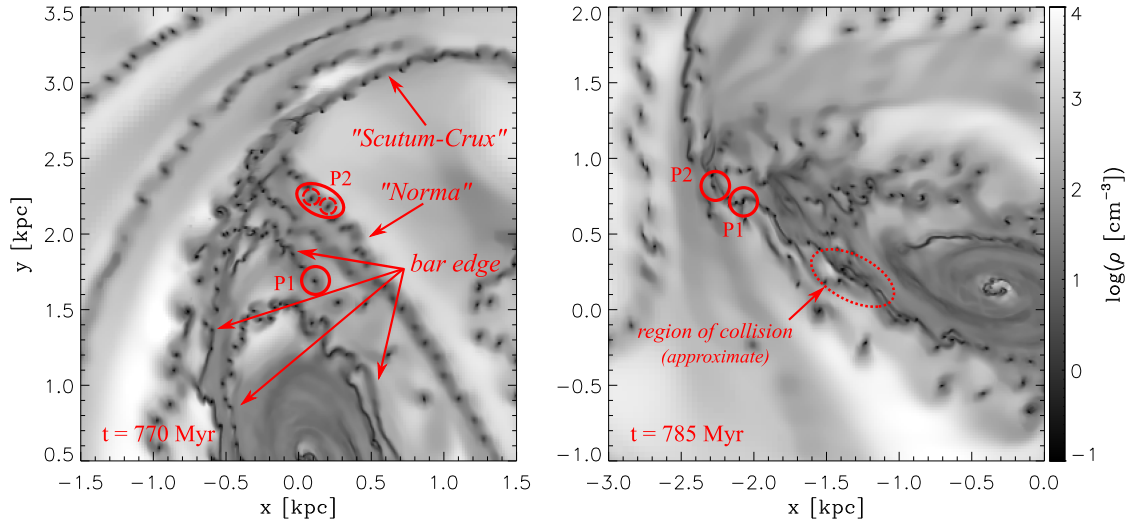 3.5
3.0
2.5
2.0
1.5
1.0
0.5
y [kpc]
−1.5 −1.0 −0.5 0.0 0.5 1.0 1.5
x [kpc]
"Scutum-Crux"
P2
"Norma"
bar edge
P1
t = 770 Myr
2.0
1.5
1.0
0.5
0.0
−0.5
−1.0
−3.0 −2.5 −2.0 −1.5 −1.0 −0.5 0.0
x [kpc]
P2
P1
region of collision
(approximate)
t = 785 Myr
4
3
2
1
0
−1
log(ρ [cm−3])